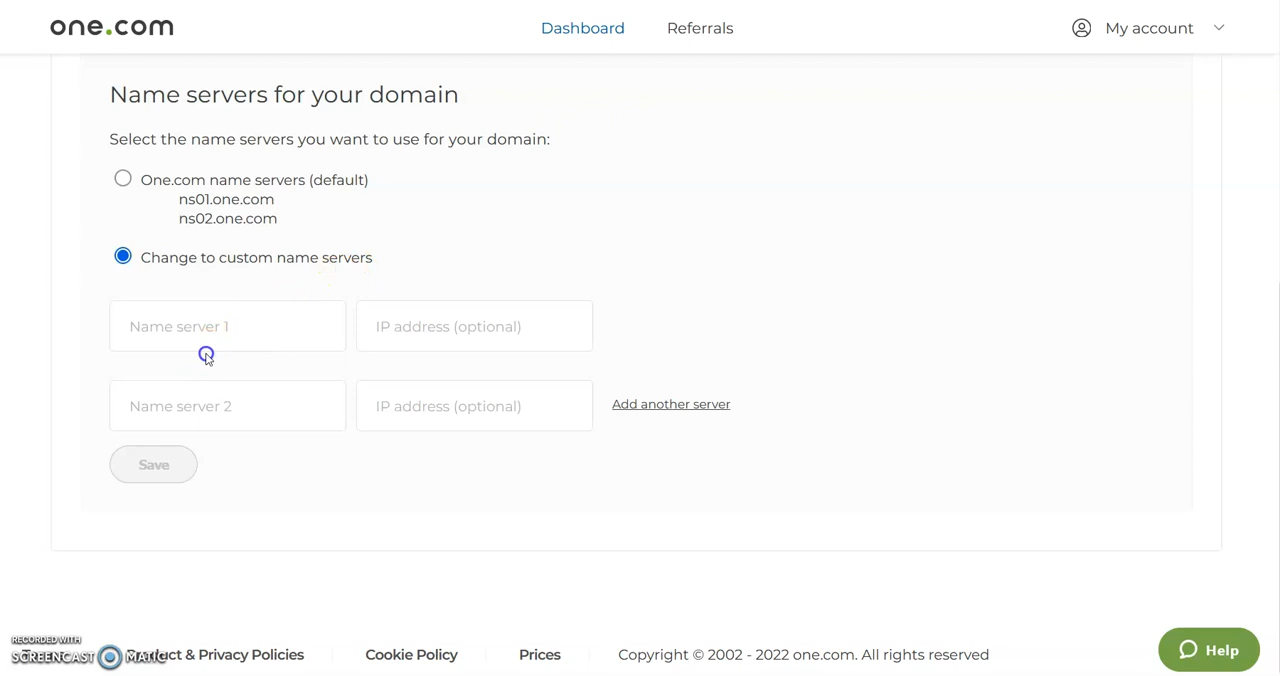 one.com
Dashboard
Referrals
My account
Name servers for your domain
Select the name servers you want to use for your domain:
One.com name servers (default)
ns01.one.com
ns02.one.com
Change to custom name servers
Name server 1
IP address (optional)
Name server 2
IP address (optional)
Add another server
Save
RECORDED WITH
SCREENCAST MATIC
& Privacy Policies
Cookie Policy
Prices
Copyright © 2002 - 2022 one.com. All rights reserved
Help